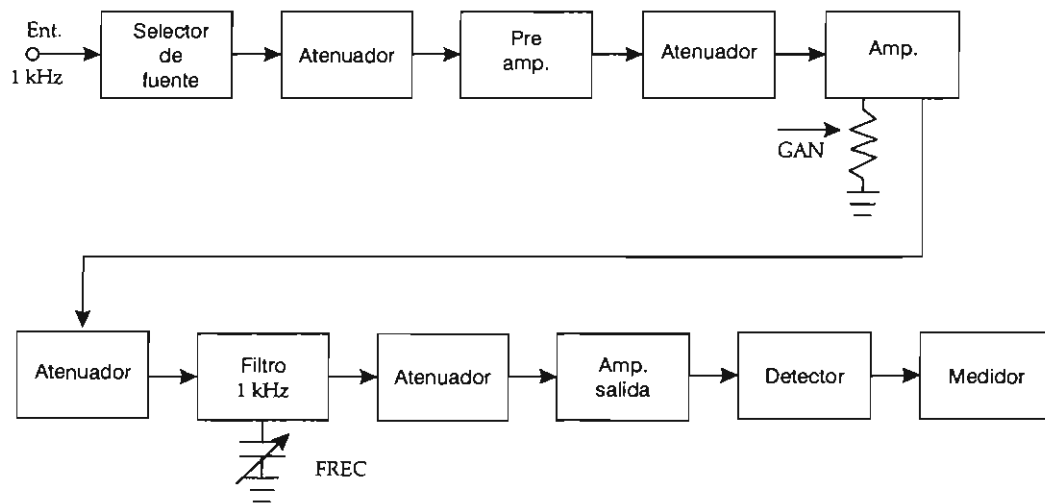 Ent.
1 kHz
Selector
de
fuente
Atenuador
Pre
amp.
Atenuador
Amp.
GAN
Atenuador
Filtro
1 kHz
Atenuador
Amp.
salida
Detector
Medidor
FREC